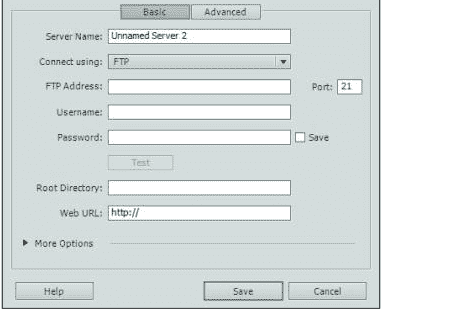 Basic Advanced
Server Name: Unnamed Server 2
Connect using: FTP
FTP Address: Port: 21
Username:
Password: Save
Test
Root Directory:
Web URL: http://
More Options
Help Save Cancel